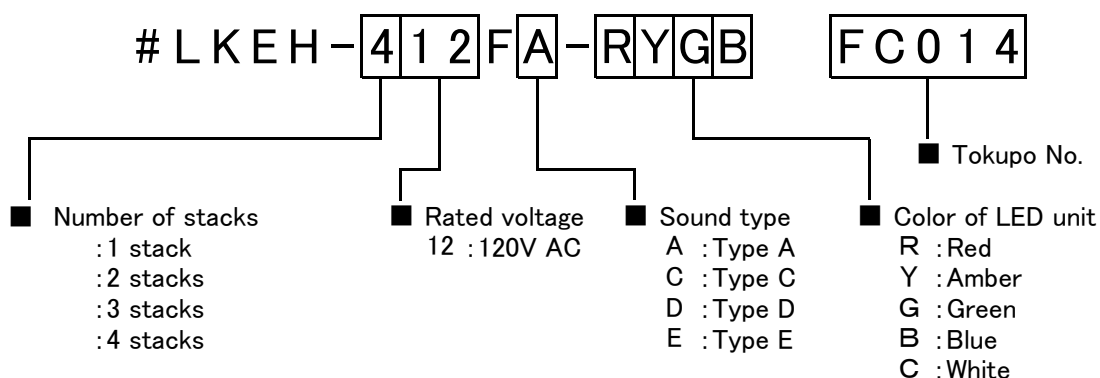 #LKEH-412FA-RYGB FC014
■ Tokupo No.
■ Number of stacks
:1 stack
:2 stacks
:3 stacks
:4 stacks
■ Rated voltage
12 :120V AC
■ Sound type
A :Type A
C :Type C
D :Type D
E :Type E
■ Color of LED unit
R :Red
Y :Amber
G :Green
B :Blue
C :White